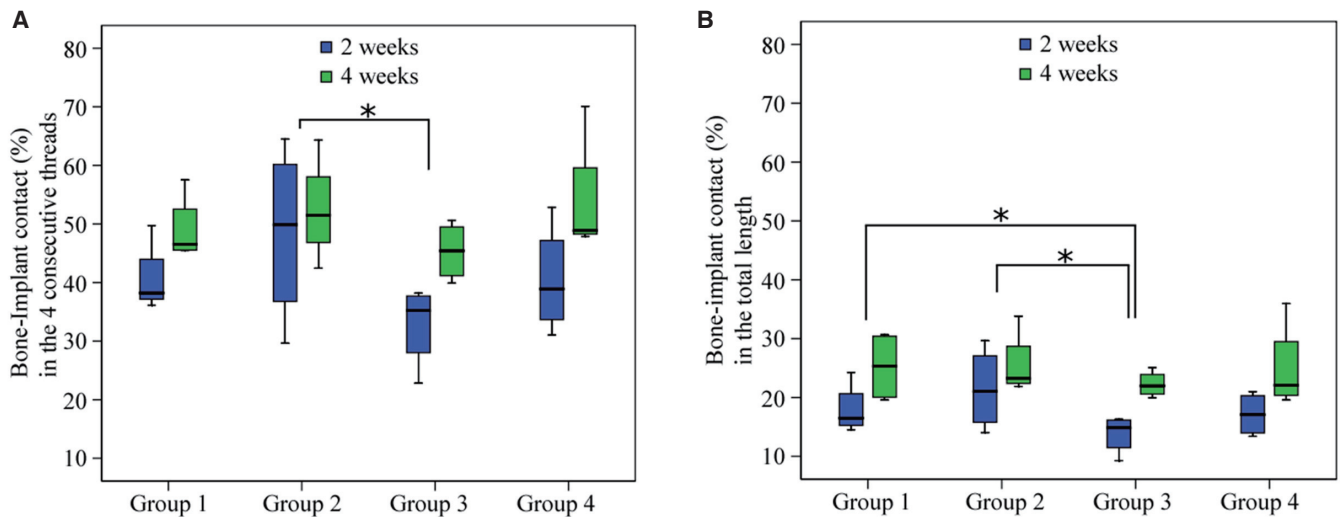 A
Bone-Implant contact (%)
in the 4 consecutive threads
80
70
60
50
40
30
20
10
2 weeks
4 weeks
*
Group 1 Group 2 Group 3 Group 4
B
Bone-implant contact (%)
in the total length
80
70
60
50
40
30
20
10
2 weeks
4 weeks
*
*
Group 1 Group 2 Group 3 Group 4